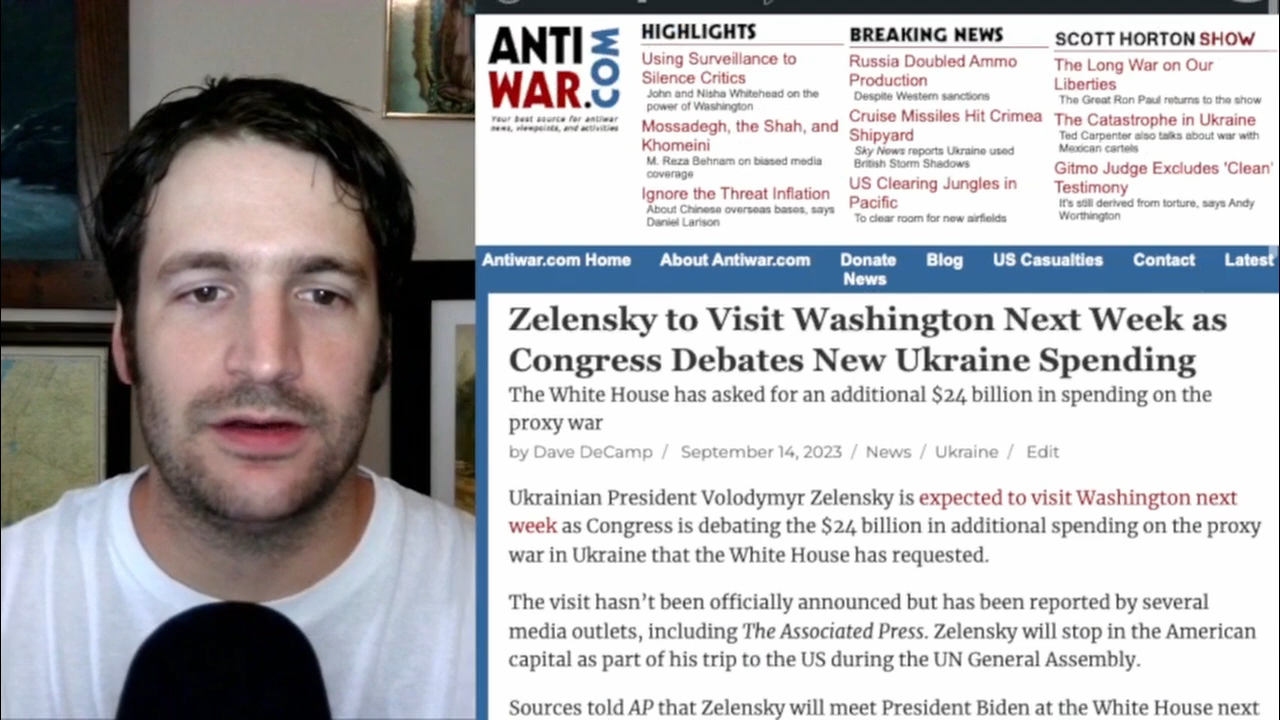 ANTI
WAR.COM
Your best source for antiwar
news, viewpoints, and activities
HIGHLIGHTS
Using Surveillance to
Silence Critics
John and Nisha Whitehead on the
power of Washington
Mossadegh, the Shah, and
Khomeini
M. Reza Behnam on biased media
coverage
Ignore the Threat Inflation
About Chinese overseas bases, says
Daniel Larison
BREAKING NEWS
Russia Doubled Ammo
Production
Despite Western sanctions
Cruise Missiles Hit Crimea
Shipyard
Sky News reports Ukraine used
British Storm Shadows
US Clearing Jungles in
Pacific
To clear room for new airfields
SCOTT HORTON SHOW
The Long War on Our
Liberties
The Great Ron Paul returns to the show
The Catastrophe in Ukraine
Ted Carpenter also talks about war with
Mexican cartels
Gitmo Judge Excludes 'Clean'
Testimony
It's still derived from torture, says Andy
Worthington
Antiwar.com Home About Antiwar.com Donate Blog US Casualties Contact Latest
News
Zelensky to Visit Washington Next Week as
Congress Debates New Ukraine Spending
The White House has asked for an additional $24 billion in spending on the
proxy war
by Dave DeCamp / September 14, 2023 / News / Ukraine / Edit
Ukrainian President Volodymyr Zelensky is expected to visit Washington next
week as Congress is debating the $24 billion in additional spending on the proxy
war in Ukraine that the White House has requested.
The visit hasn't been officially announced but has been reported by several
media outlets, including The Associated Press. Zelensky will stop in the American
capital as part of his trip to the US during the UN General Assembly.
Sources told AP that Zelensky will meet President Biden at the White House next